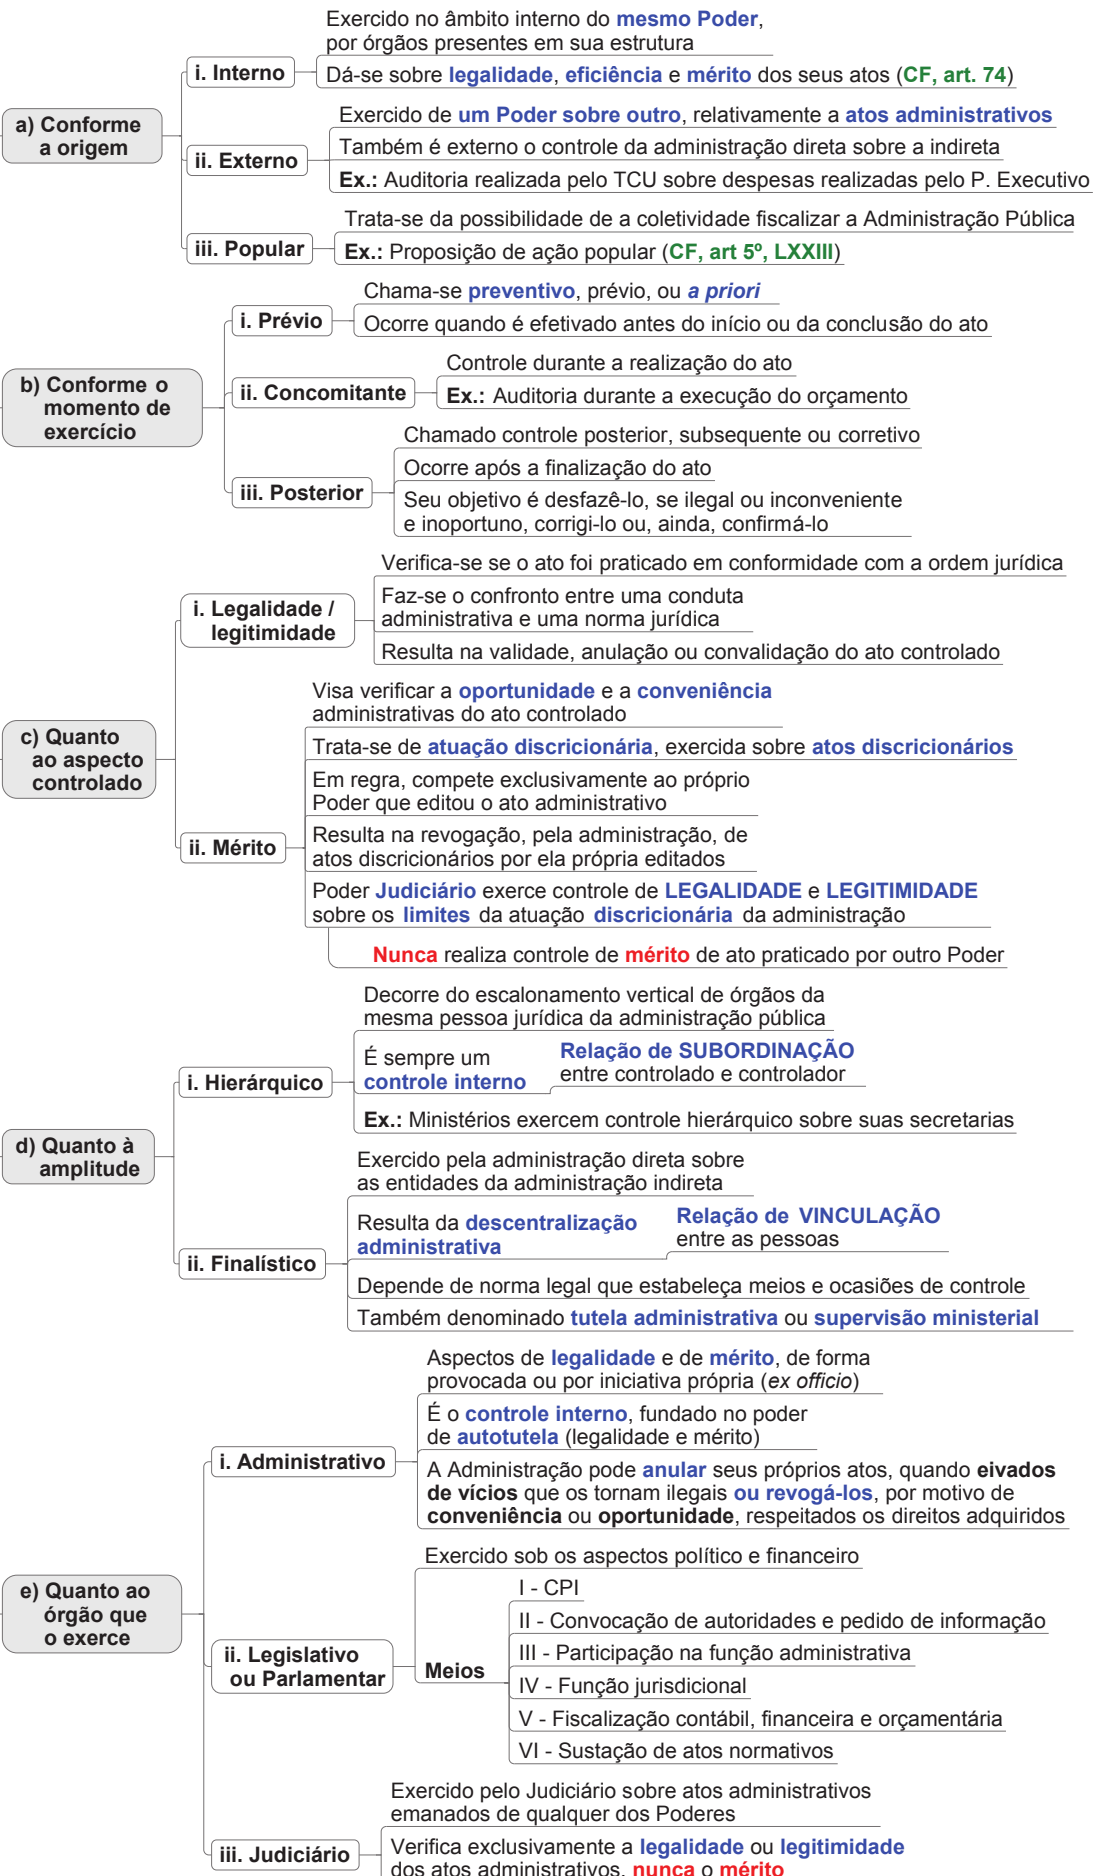 a) Conforme
a origem
i. Interno
Exercido no âmbito interno do mesmo Poder,
por órgãos presentes em sua estrutura
Dá-se sobre legalidade, eficiência e mérito dos seus atos (CF, art. 74)
ii. Externo
Exercido de um Poder sobre outro, relativamente a atos administrativos
Também é externo o controle da administração direta sobre a indireta
Ex.: Auditoria realizada pelo TCU sobre despesas realizadas pelo P. Executivo
iii. Popular
Trata-se da possibilidade de a coletividade fiscalizar a Administração Pública
Ex.: Proposição de ação popular (CF, art 5º, LXXIII)
b) Conforme o
momento de
exercício
i. Prévio
Chama-se preventivo, prévio, ou a priori
Ocorre quando é efetivado antes do início ou da conclusão do ato
ii. Concomitante
Controle durante a realização do ato
Ex.: Auditoria durante a execução do orçamento
iii. Posterior
Chamado controle posterior, subsequente ou corretivo
Ocorre após a finalização do ato
Seu objetivo é desfazê-lo, se ilegal ou inconveniente
e inoportuno, corrigi-lo ou, ainda, confirmá-lo
c) Quanto
ao aspecto
controlado
i. Legalidade /
legitimidade
Verifica-se se o ato foi praticado em conformidade com a ordem jurídica
Faz-se o confronto entre uma conduta
administrativa e uma norma jurídica
Resulta na validade, anulação ou convalidação do ato controlado
ii. Mérito
Visa verificar a oportunidade e a conveniência
administrativas do ato controlado
Trata-se de atuação discricionária, exercida sobre atos discricionários
Em regra, compete exclusivamente ao próprio
Poder que editou o ato administrativo
Resulta na revogação, pela administração, de
atos discricionários por ela própria editados
Poder Judiciário exerce controle de LEGALIDADE e LEGITIMIDADE
sobre os limites da atuação discricionária da administração
Nunca realiza controle de mérito de ato praticado por outro Poder
d) Quanto à
amplitude
i. Hierárquico
Decorre do escalonamento vertical de órgãos da
mesma pessoa jurídica da administração pública
É sempre um
controle interno
Relação de SUBORDINAÇÃO
entre controlado e controlador
Ex.: Ministérios exercem controle hierárquico sobre suas secretarias
ii. Finalístico
Exercido pela administração direta sobre
as entidades da administração indireta
Resulta da descentralização
administrativa
Relação de VINCULAÇÃO
entre as pessoas
Depende de norma legal que estabeleça meios e ocasiões de controle
Também denominado tutela administrativa ou supervisão ministerial
e) Quanto ao
órgão que
o exerce
i. Administrativo
Aspectos de legalidade e de mérito, de forma
provocada ou por iniciativa própria (ex officio)
É o controle interno, fundado no poder
de autotutela (legalidade e mérito)
A Administração pode anular seus próprios atos, quando eivados
de vícios que os tornam ilegais ou revogá-los, por motivo de
conveniência ou oportunidade, respeitados os direitos adquiridos
ii. Legislativo
ou Parlamentar
Exercido sob os aspectos político e financeiro
Meios
I - CPI
II - Convocação de autoridades e pedido de informação
III - Participação na função administrativa
IV - Função jurisdicional
V - Fiscalização contábil, financeira e orçamentária
VI - Sustação de atos normativos
iii. Judiciário
Exercido pelo Judiciário sobre atos administrativos
emanados de qualquer dos Poderes
Verifica exclusivamente a legalidade ou legitimidade
dos atos administrativos, nunca o mérito